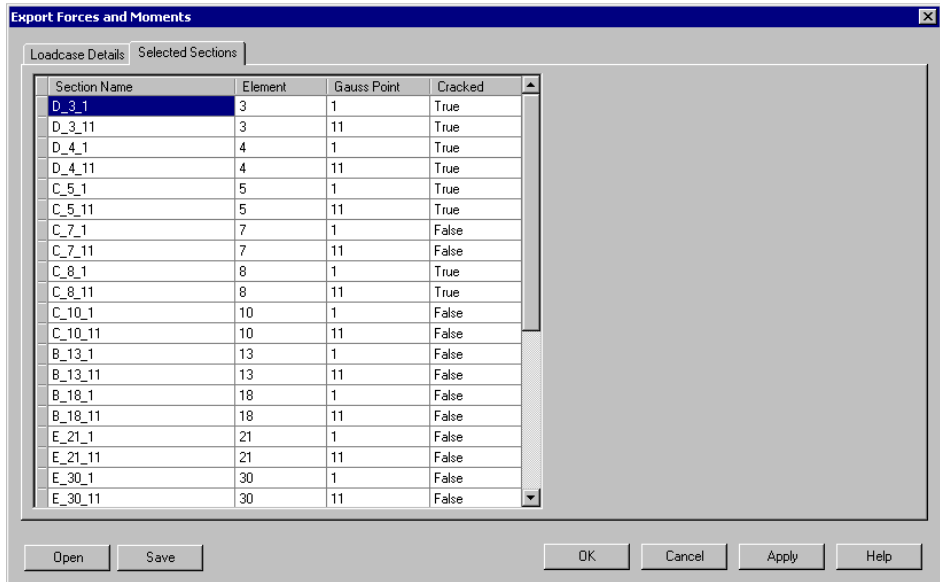 Export Forces and Moments
Loadcase Details Selected Sections
Section Name Element Gauss Point Cracked
D_3_1 3 1 True
D_3_11 3 11 True
D_4_1 4 1 True
D_4_11 4 11 True
C_5_1 5 1 True
C_5_11 5 11 True
C_7_1 7 1 False
C_7_11 7 11 False
C_8_1 8 1 True
C_8_11 8 11 True
C_10_1 10 1 False
C_10_11 10 11 False
B_13_1 13 1 False
B_13_11 13 11 False
B_18_1 18 1 False
B_18_11 18 11 False
E_21_1 21 1 False
E_21_11 21 11 False
E_30_1 30 1 False
E_30_11 30 11 False
Open Save OK Cancel Apply Help